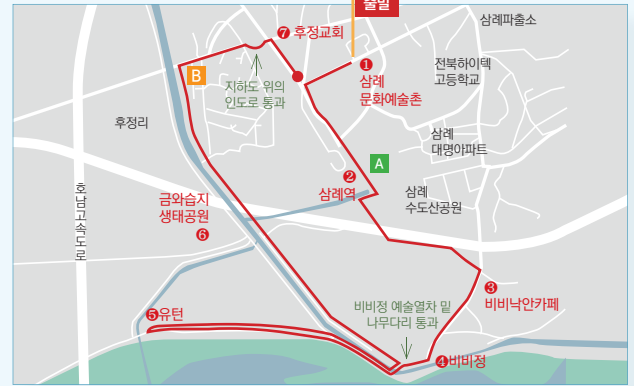 출발
❼ 후정교회
삼례파출소
B
❶
삼례
문화예술촌
전북하이텍
고등학교
지하도 위의
인도로 통과
후정리
삼례
대명아파트
A
❷
삼례역
삼례
수도산공원
금와습지
생태공원
❻
호남고속도로
❸
비비낙안카페
비비정 예술열차 밑
나무다리 통과
❺유턴
❹비비정